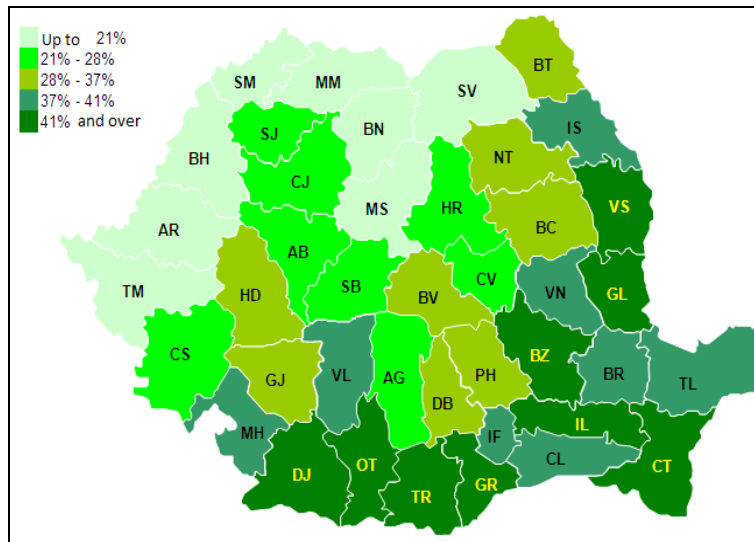 Up to 21%
21% - 28%
28% - 37%
37% - 41%
41% and over
BT
SM
MM
SV
SJ
BN
IS
BH
NT
CJ
MS
HR
VS
AR
BC
AB
TM
HD
SB
BV
CV
VN
GL
CS
GJ
VL
AG
PH
BZ
BR
TL
DB
MH
IF
IL
CL
CT
DJ
OT
TR
GR